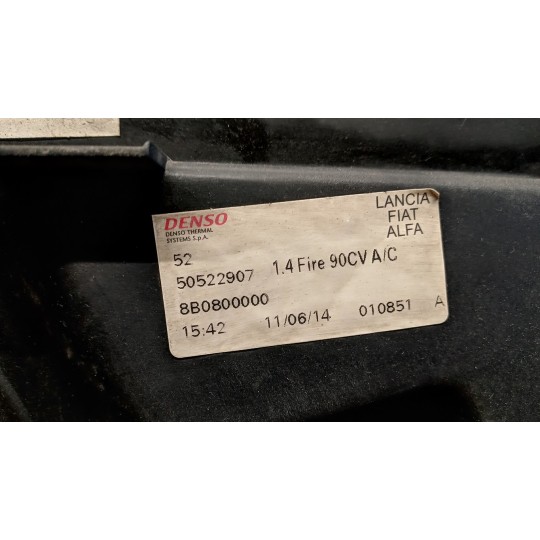 DENSO
DENSO THERMAL
SYSTEMS S.p.A.
LANCIA
FIAT
ALFA
52
50522907 1.4 Fire 90CV A/C
8B0800000
15:42 11/06/14 010851 A